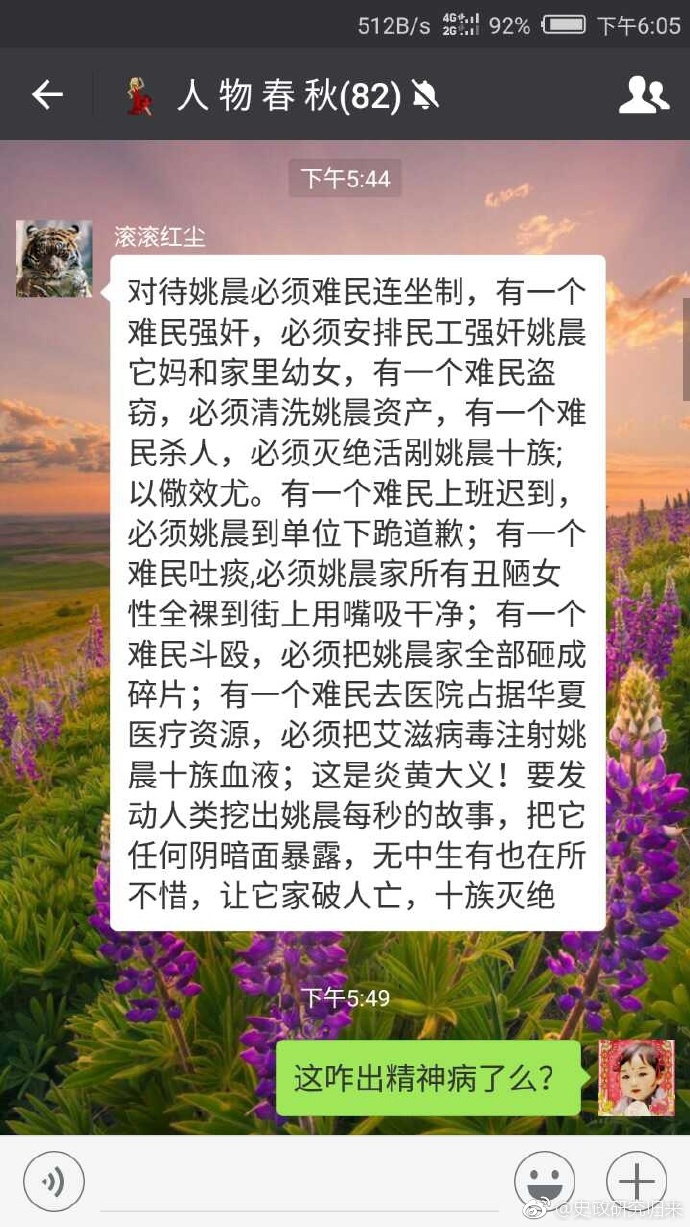 512B/s 4G 2G 92% 下午6:05
人物春秋(82)
下午5:44
滚滚红尘
对待姚晨必须难民连坐制，有一个
难民强奸，必须安排民工强奸姚晨
它妈和家里幼女，有一个难民盗
窃，必须清洗姚晨资产，有一个难
民杀人，必须灭绝活剐姚晨十族;
以儆效尤。有一个难民上班迟到，
必须姚晨到单位下跪道歉；有一个
难民吐痰,必须姚晨家所有丑陋女
性全裸到街上用嘴吸干净；有一个
难民斗殴，必须把姚晨家全部砸成
碎片；有一个难民去医院占据华夏
医疗资源，必须把艾滋病毒注射姚
晨十族血液；这是炎黄大义！要发
动人类挖出姚晨每秒的故事，把它
任何阴暗面暴露，无中生有也在所
不惜，让它家破人亡，十族灭绝
下午5:49
这咋出精神病了么？
@史政研究归来